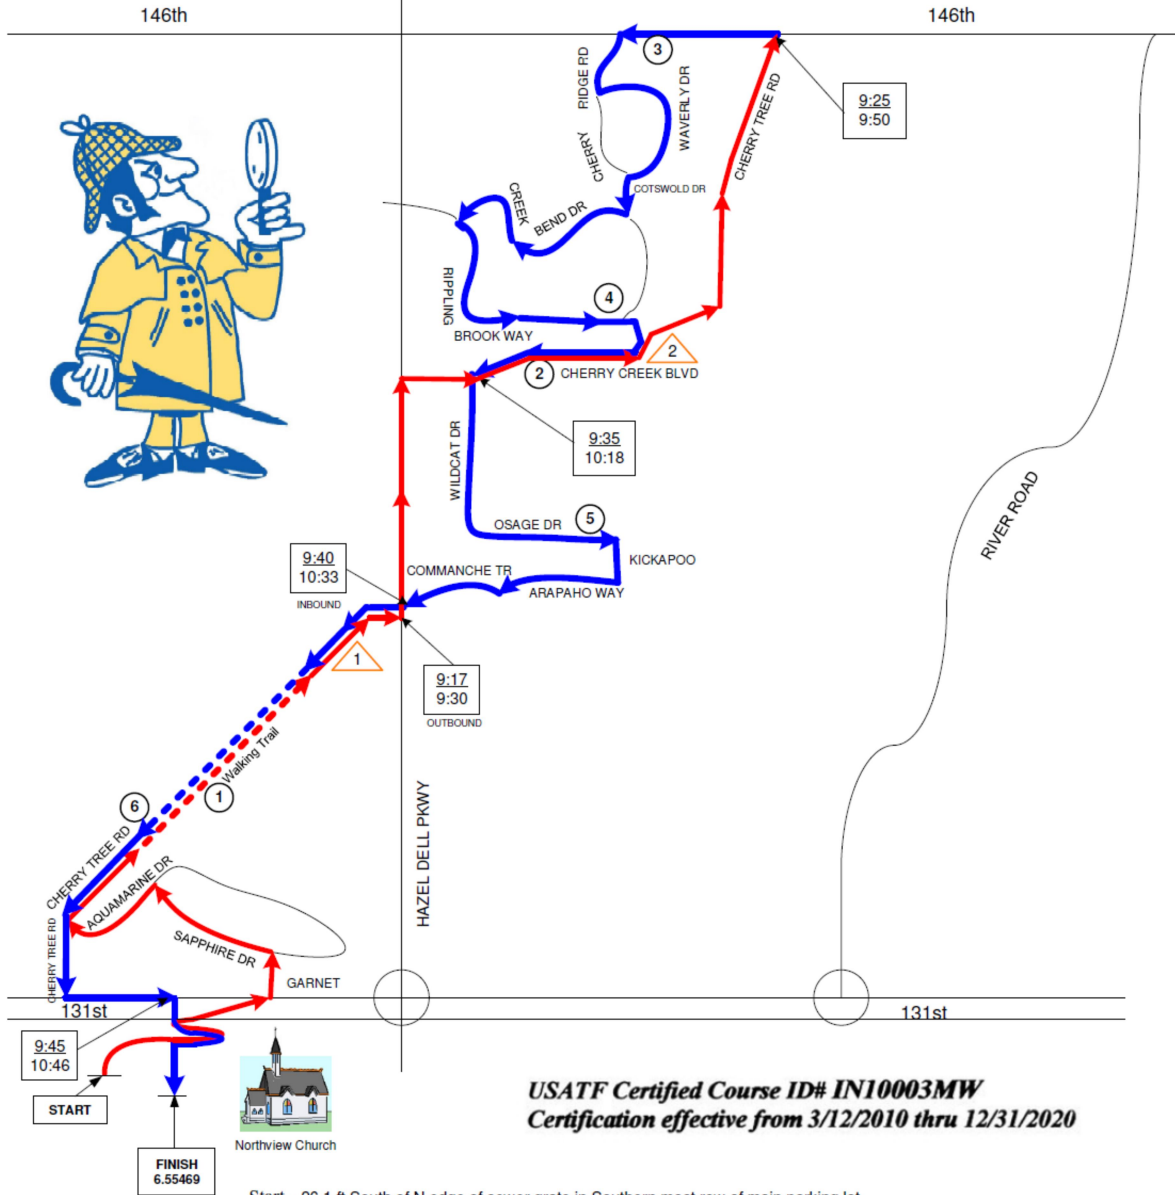 146th
146th
3
RIDGE RD
CHERRY
WAVERLY DR
CHERRY TREE RD
9:25
9:50
COTSWOLD DR
CREEK
BEND DR
RIPPLING
4
BROOK WAY
2
2
CHERRY CREEK BLVD
WILDCAT DR
9:35
10:18
OSAGE DR
5
KICKAPOO
RIVER ROAD
9:40
10:33
INBOUND
COMMANCHE TR
ARAPAHO WAY
1
9:17
9:30
OUTBOUND
Walking Trail
1
6
HAZEL DELL PKWY
CHERRY TREE RD
AQUAMARINE DR
CHERRY TREE RD
SAPPHIRE DR
GARNET
131st
131st
9:45
10:46
START
Northview Church
FINISH
6.55469
USATF Certified Course ID# IN10003MW
Certification effective from 3/12/2010 thru 12/31/2020